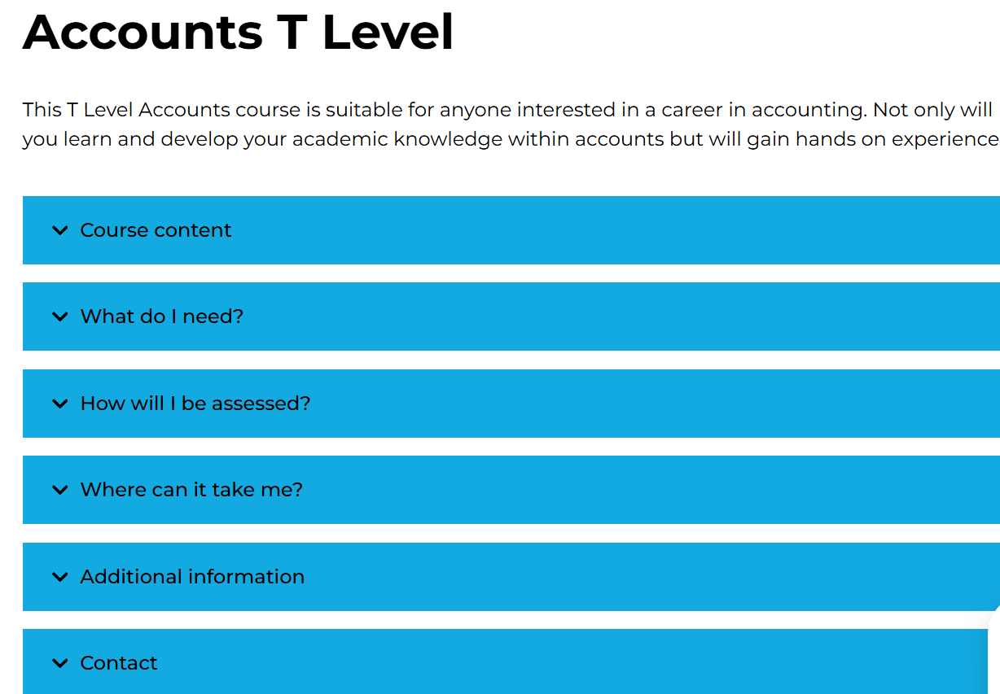 Accounts T Level
This T Level Accounts course is suitable for anyone interested in a career in accounting. Not only will
you learn and develop your academic knowledge within accounts but will gain hands on experience
Course content
What do I need?
How will I be assessed?
Where can it take me?
Additional information
Contact